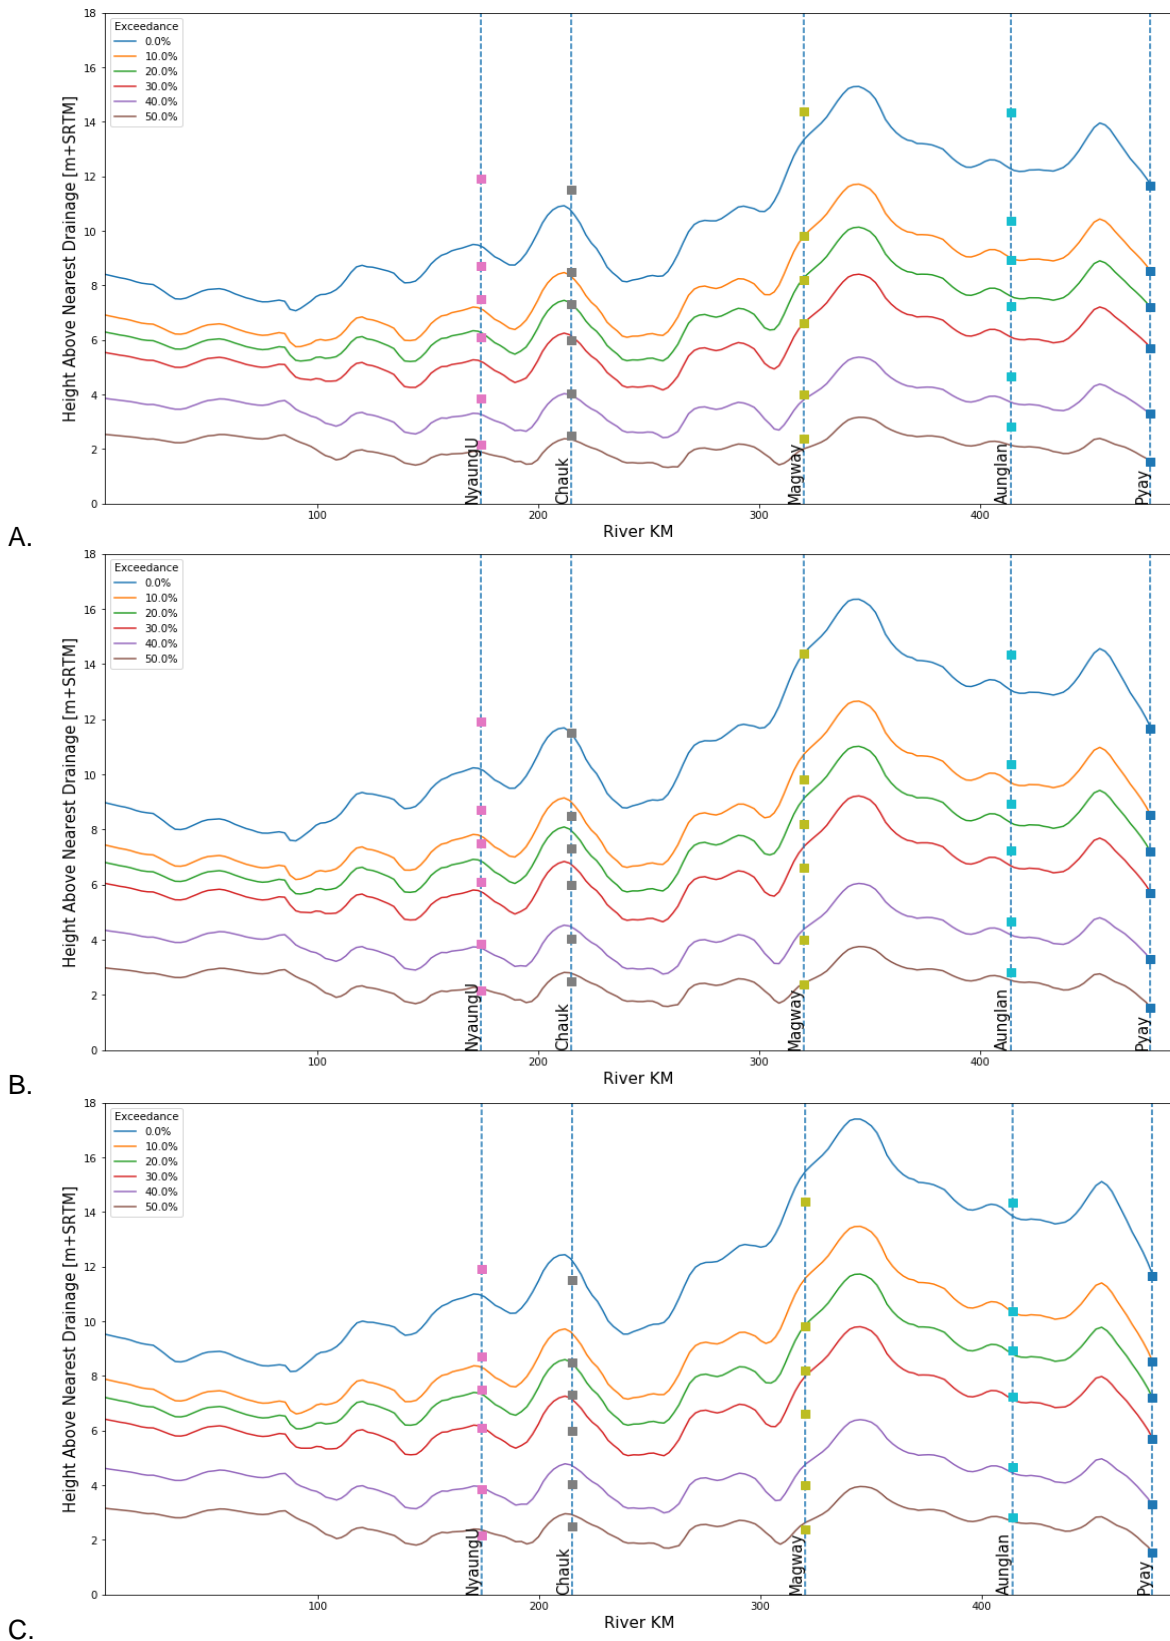 Exceedance
0.0%
10.0%
20.0%
30.0%
40.0%
50.0%
18
16
14
12
10
8
6
4
2
0
Height Above Nearest Drainage [m+SRTM]
NyaungU
Chauk
Magway
Aunglan
Pyay
100
200
300
400
River KM
A.
Exceedance
0.0%
10.0%
20.0%
30.0%
40.0%
50.0%
18
16
14
12
10
8
6
4
2
0
Height Above Nearest Drainage [m+SRTM]
NyaungU
Chauk
Magway
Aunglan
Pyay
100
200
300
400
River KM
B.
Exceedance
0.0%
10.0%
20.0%
30.0%
40.0%
50.0%
18
16
14
12
10
8
6
4
2
0
Height Above Nearest Drainage [m+SRTM]
NyaungU
Chauk
Magway
Aunglan
Pyay
100
200
300
400
River KM
C.